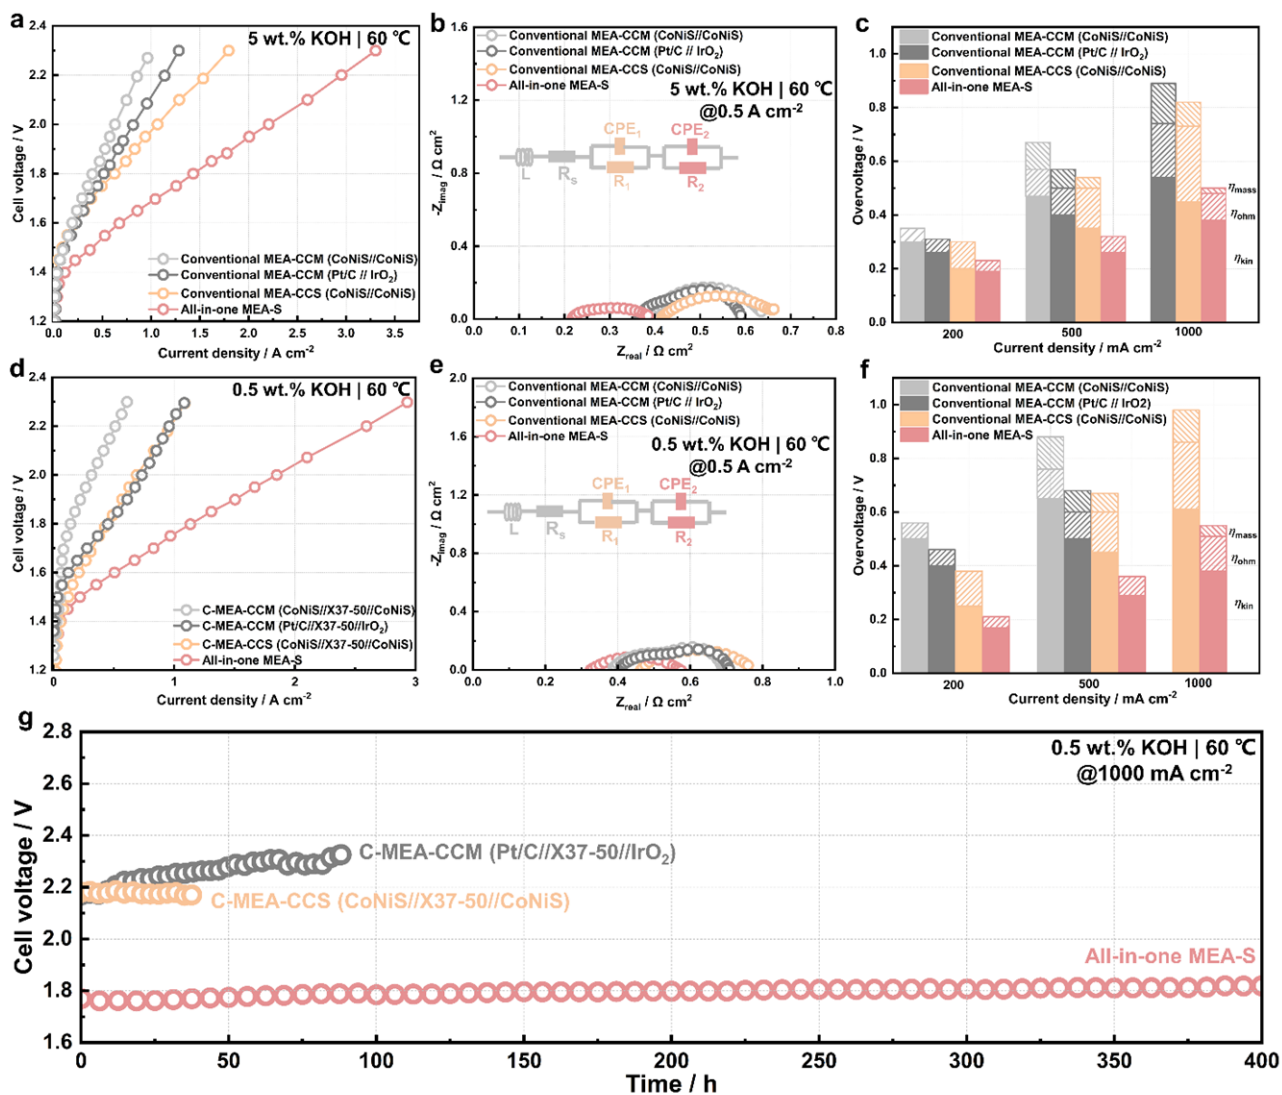 a
5 wt.% KOH | 60 ℃
Cell voltage / V
2.4
2.2
2.0
1.8
1.6
1.4
1.2
Conventional MEA-CCM (CoNiS//CoNiS)
Conventional MEA-CCM (Pt/C // IrO2)
Conventional MEA-CCS (CoNiS//CoNiS)
All-in-one MEA-S
0.0 0.5 1.0 1.5 2.0 2.5 3.0 3.5
Current density / A cm-2
b
Conventional MEA-CCM (CoNiS//CoNiS)
Conventional MEA-CCM (Pt/C // IrO2)
Conventional MEA-CCS (CoNiS//CoNiS)
All-in-one MEA-S
5 wt.% KOH | 60 ℃
@0.5 A cm-2
-Zimag / Ω cm2
1.6
1.2
0.8
0.4
0.0
CPE1
CPE2
L
Rs
R1
R2
0.0 0.1 0.2 0.3 0.4 0.5 0.6 0.7 0.8
Zreal / Ω cm2
c
Conventional MEA-CCM (CoNiS//CoNiS)
Conventional MEA-CCM (Pt/C // IrO2)
Conventional MEA-CCS (CoNiS//CoNiS)
All-in-one MEA-S
Overvoltage / V
1.0
0.8
0.6
0.4
0.2
0.0
ηmass
ηohm
ηkin
200 500 1000
Current density / mA cm-2
d
0.5 wt.% KOH | 60 ℃
Cell voltage / V
2.4
2.2
2.0
1.8
1.6
1.4
1.2
C-MEA-CCM (CoNiS//X37-50//CoNiS)
C-MEA-CCM (Pt/C//X37-50//IrO2)
C-MEA-CCS (CoNiS//X37-50//CoNiS)
All-in-one MEA-S
0 1 2 3
Current density / A cm-2
e
Conventional MEA-CCM (CoNiS//CoNiS)
Conventional MEA-CCM (Pt/C // IrO2)
Conventional MEA-CCS (CoNiS//CoNiS)
All-in-one MEA-S
0.5 wt.% KOH | 60 ℃
@0.5 A cm-2
-Zimag / Ω cm2
2.0
1.6
1.2
0.8
0.4
0.0
CPE1
CPE2
L
Rs
R1
R2
0.0 0.2 0.4 0.6 0.8 1.0
Zreal / Ω cm2
f
Conventional MEA-CCM (CoNiS//CoNiS)
Conventional MEA-CCM (Pt/C // IrO2)
Conventional MEA-CCS (CoNiS//CoNiS)
All-in-one MEA-S
Overvoltage / V
1.0
0.8
0.6
0.4
0.2
0.0
ηmass
ηohm
ηkin
200 500 1000
Current density / mA cm-2
g
0.5 wt.% KOH | 60 ℃
@1000 mA cm-2
Cell voltage / V
2.8
2.6
2.4
2.2
2.0
1.8
1.6
C-MEA-CCM (Pt/C//X37-50//IrO2)
C-MEA-CCS (CoNiS//X37-50//CoNiS)
All-in-one MEA-S
0 50 100 150 200 250 300 350 400
Time / h